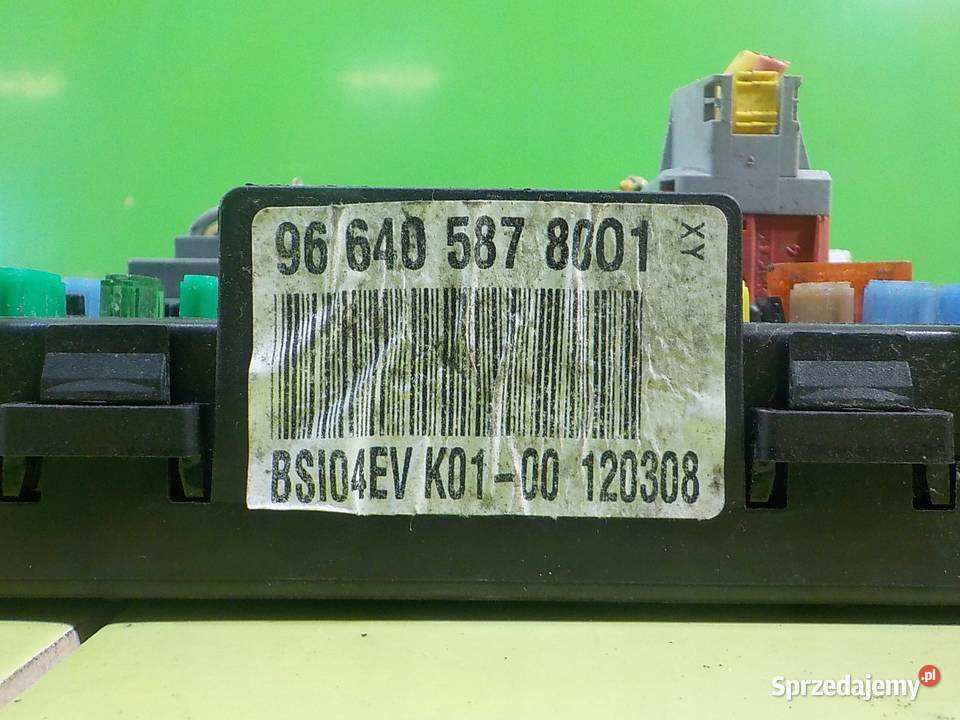 96 640 587 8001
XY
BSI04EV K01-00 120308
Sprzedajemy.pl